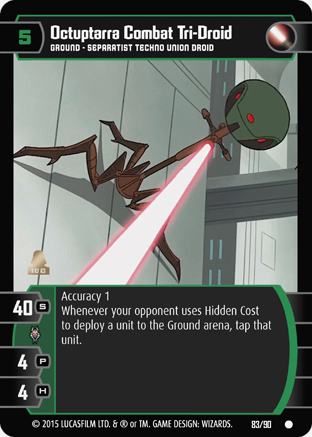 5
Octuptarra Combat Tri-Droid
GROUND - SEPARATIST TECHNO UNION DROID
100
40 S
Accuracy 1
Whenever your opponent uses Hidden Cost
to deploy a unit to the Ground arena, tap that
unit.
4 P
4 H
© 2015 LUCASFILM LTD. & ® or TM. GAME DESIGN: WIZARDS.
83/90